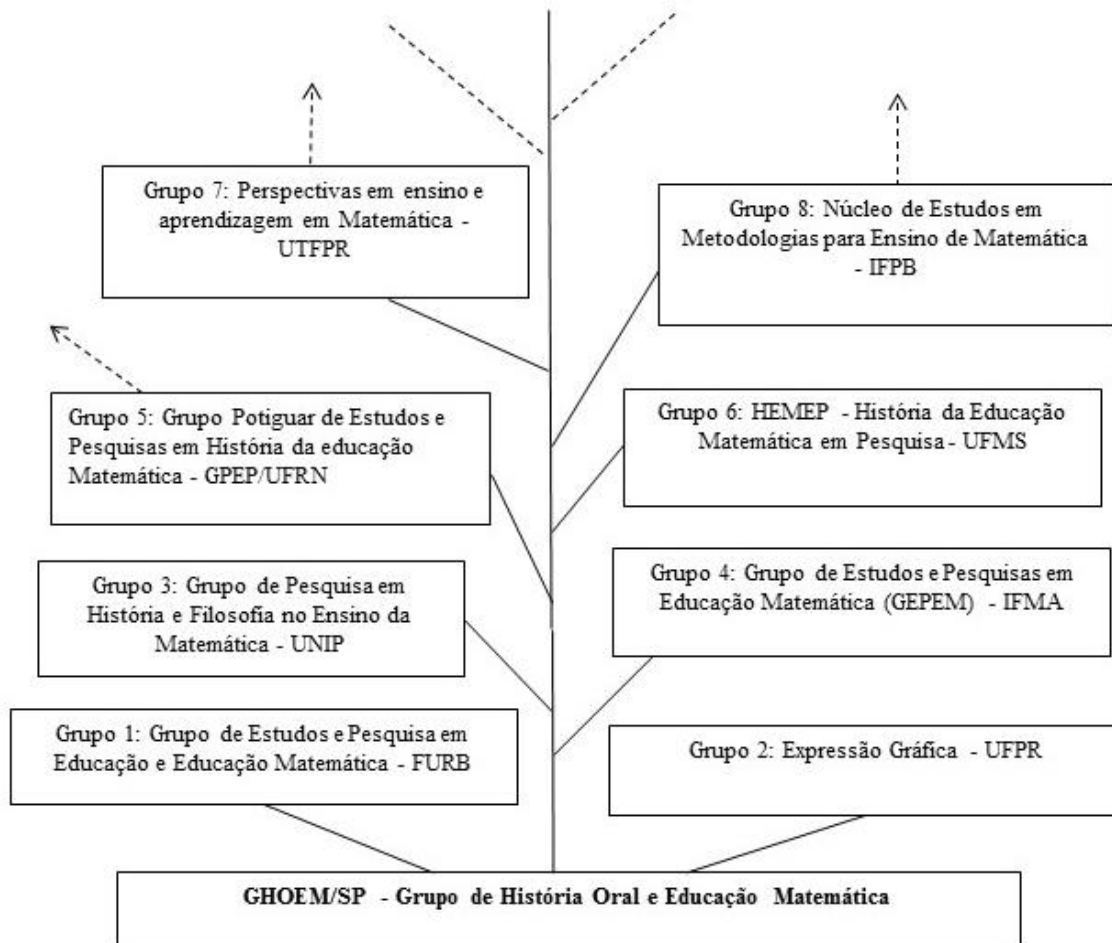 Grupo 7: Perspectivas em ensino e
aprendizagem em Matemática -
UTFPR
Grupo 8: Núcleo de Estudos em
Metodologias para Ensino de Matemática
- IFPB
Grupo 5: Grupo Potiguar de Estudos e
Pesquisas em História da educação
Matemática - GPEP/UFRN
Grupo 6: HEMEP - História da Educação
Matemática em Pesquisa - UFMS
Grupo 3: Grupo de Pesquisa em
História e Filosofia no Ensino da
Matemática - UNIP
Grupo 4: Grupo de Estudos e Pesquisas em
Educação Matemática (GEPEM) - IFMA
Grupo 1: Grupo de Estudos e Pesquisa em
Educação e Educação Matemática - FURB
Grupo 2: Expressão Gráfica - UFPR
GHOEM/SP - Grupo de História Oral e Educação Matemática